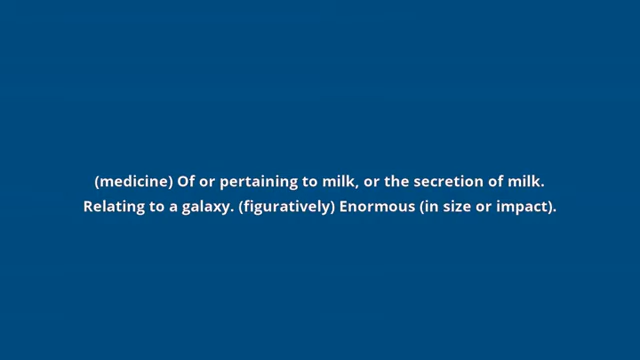 (medicine) Of or pertaining to milk, or the secretion of milk.
Relating to a galaxy. (figuratively) Enormous (in size or impact).